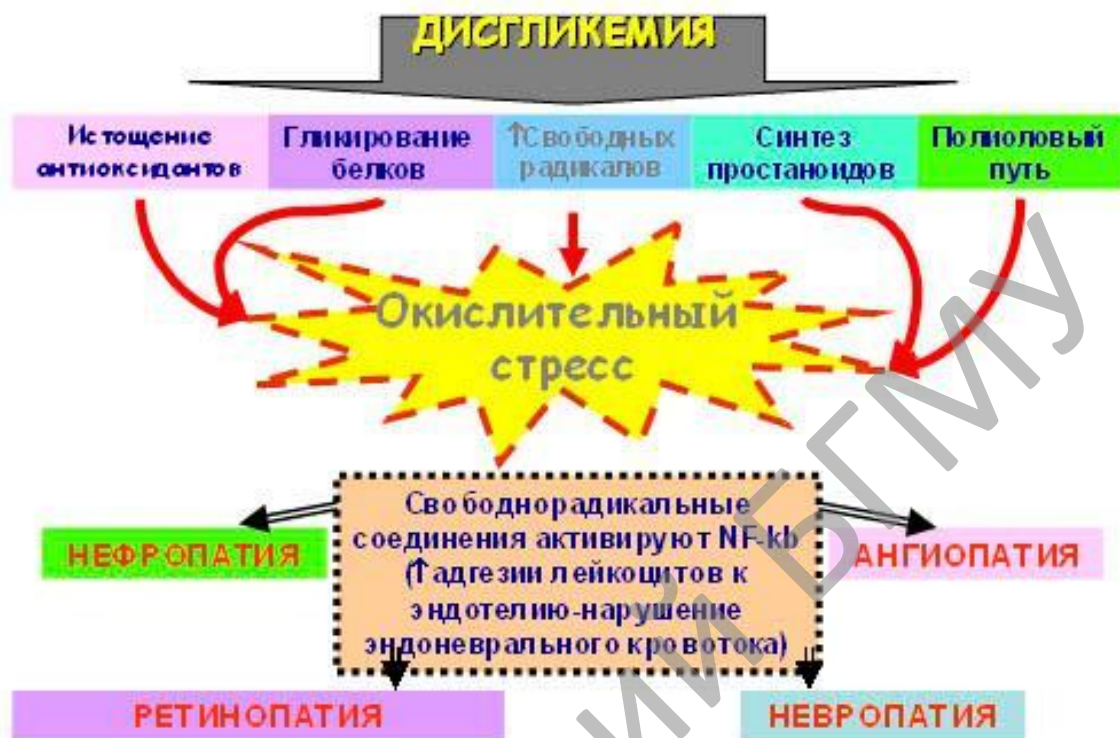 ДИСГЛИКЕМИЯ
Истощение
антиоксидантов
Гликирование
белков
↑Свободных
радикалов
Синтез
простаноидов
Полиоловый
путь
Окислительный
стресс
Свободнорадикальные
соединения активируют NF-kb
(↑адгезии лейкоцитов к
эндотелию-нарушение
эндоневрального кровотока)
НЕФРОПАТИЯ
АНГИОПАТИЯ
РЕТИНОПАТИЯ
НЕВРОПАТИЯ
БГМУ